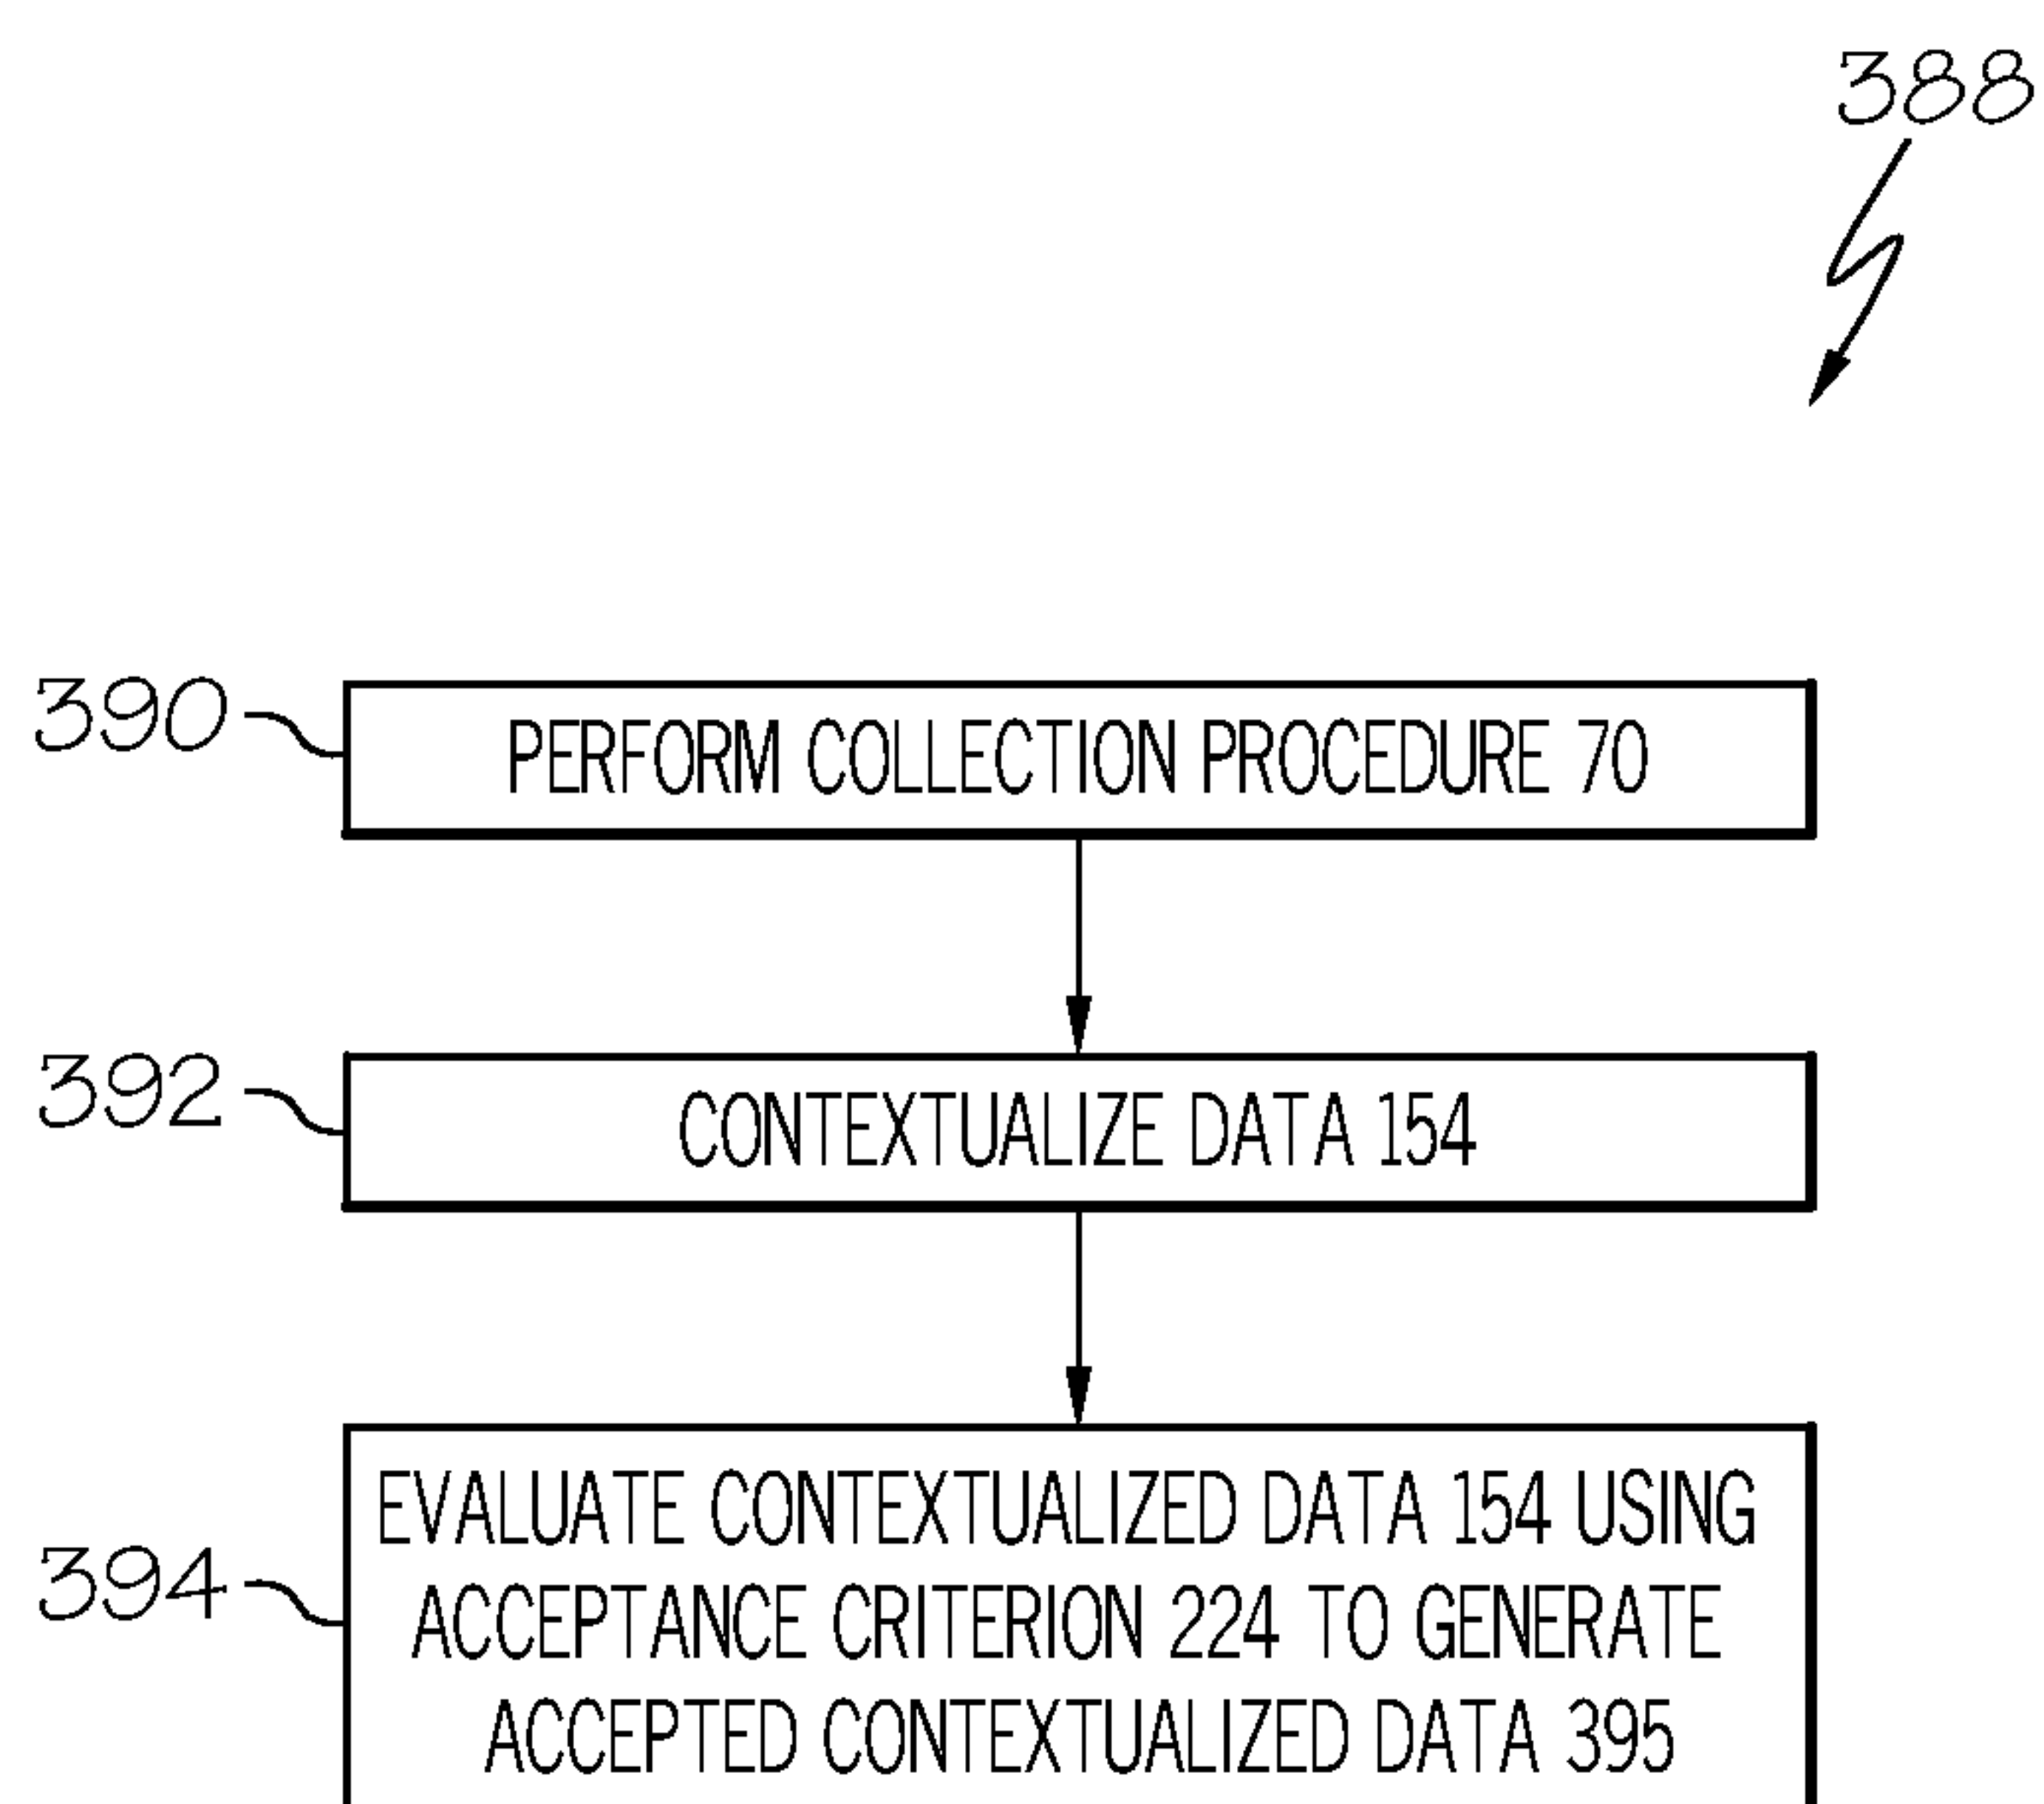 388
390
PERFORM COLLECTION PROCEDURE 70
392
CONTEXTUALIZE DATA 154
394
EVALUATE CONTEXTUALIZED DATA 154 USING
ACCEPTANCE CRITERION 224 TO GENERATE
ACCEPTED CONTEXTUALIZED DATA 395